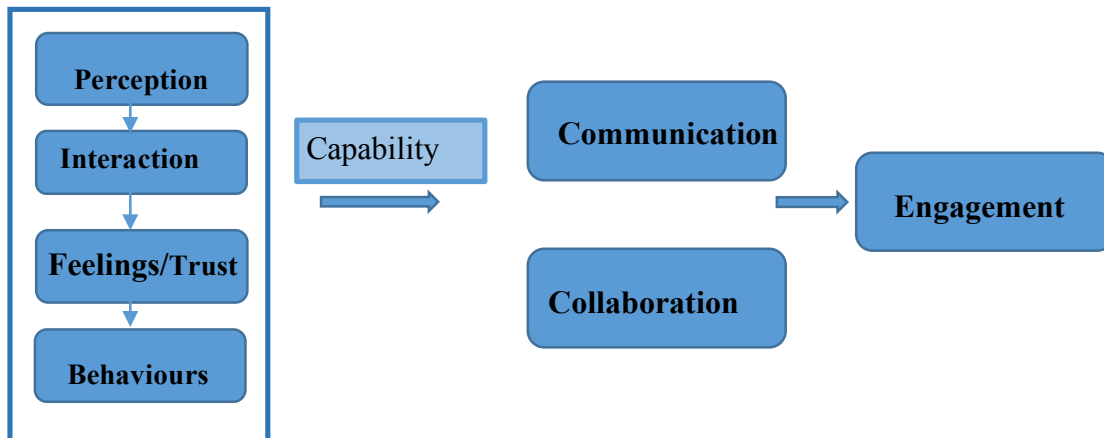 Perception
Interaction
Feelings/Trust
Behaviours
Capability
Communication
Collaboration
Engagement